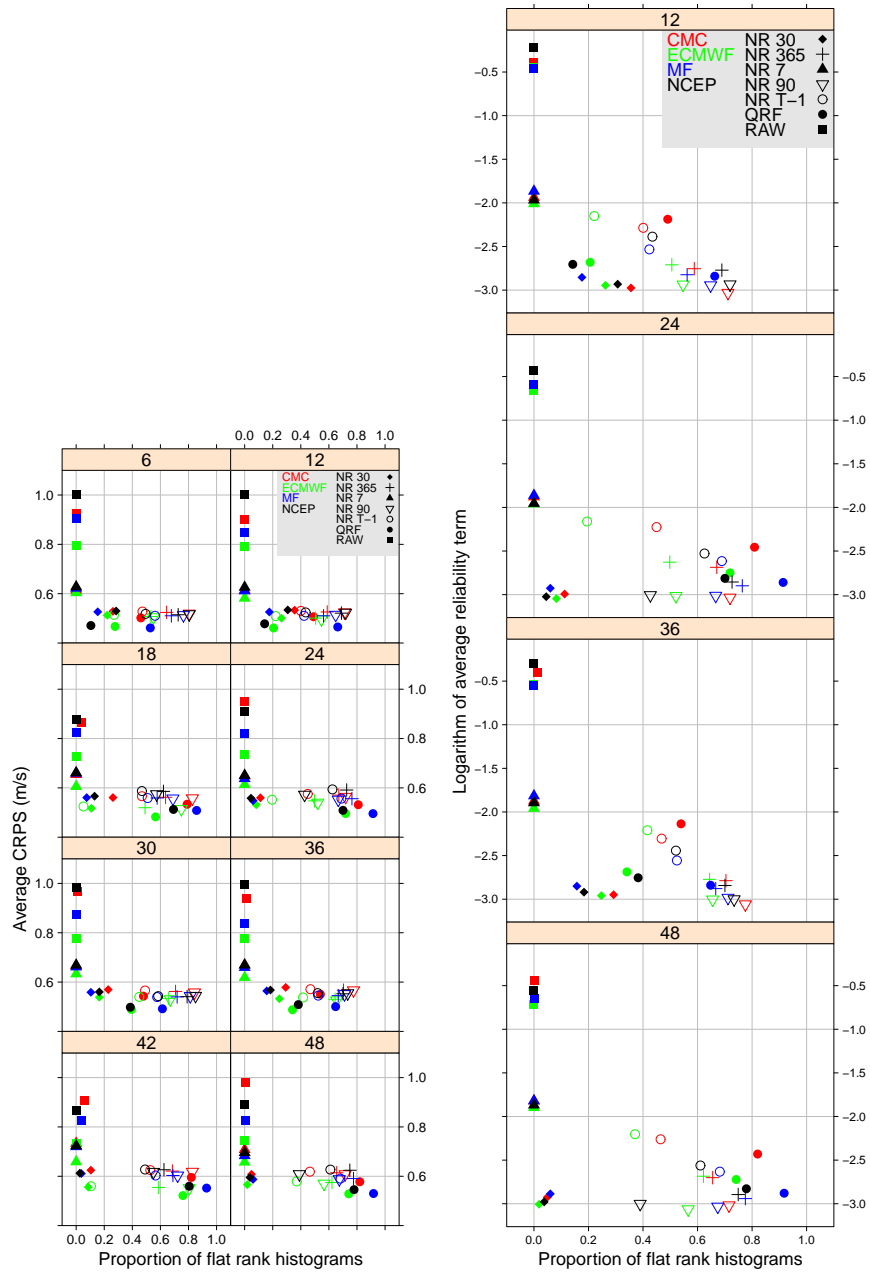 0.0 0.2 0.4 0.6 0.8 1.0
6
12
CMC NR 30
ECMWF NR 365
MF NR 7
NCEP NR 90
NR T−1
QRF
RAW
1.0
0.8
0.6
CMC NR 30
ECMWF NR 365
MF NR 7
NCEP NR 90
NR T−1
QRF
RAW
18
24
1.0
0.8
0.6
30
36
1.0
0.8
0.6
42
48
1.0
0.8
0.6
0.0 0.2 0.4 0.6 0.8 1.0 0.0 0.2 0.4 0.6 0.8 1.0
Average CRPS (m/s)
Proportion of flat rank histograms
12
−0.5
−1.0
−1.5
−2.0
−2.5
−3.0
24
−0.5
−1.0
−1.5
−2.0
−2.5
−3.0
36
−0.5
−1.0
−1.5
−2.0
−2.5
−3.0
48
−0.5
−1.0
−1.5
−2.0
−2.5
−3.0
0.0 0.2 0.4 0.6 0.8 1.0
Logarithm of average reliability term
Proportion of flat rank histograms